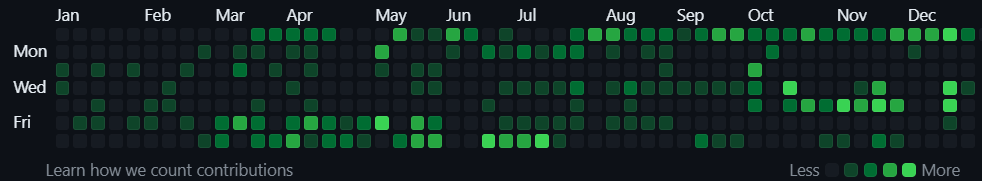 Jan Feb Mar Apr May Jun Jul Aug Sep Oct Nov Dec
Mon
Wed
Fri
Learn how we count contributions Less More